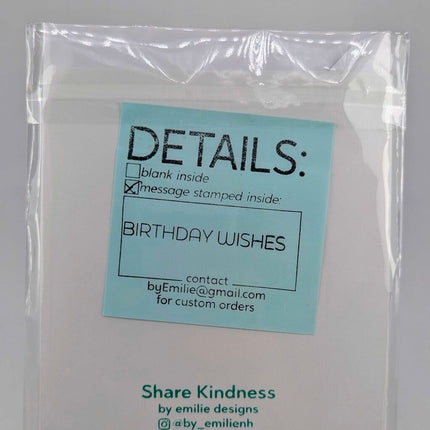 DETAILS:
blank inside
message stamped inside:
BIRTHDAY WISHES
contact
byEmilie@gmail.com
for custom orders
Share Kindness
by emilie designs
@by_emilienh